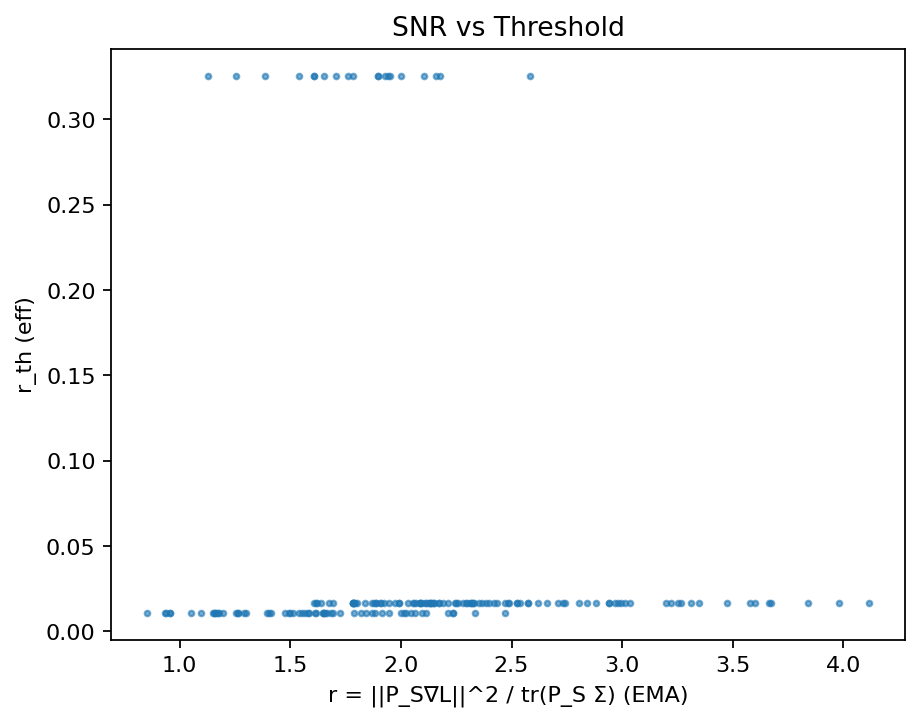 SNR vs Threshold
r_th (eff)
0.30
0.25
0.20
0.15
0.10
0.05
0.00
1.0 1.5 2.0 2.5 3.0 3.5 4.0
r = ||P_S∇L||^2 / tr(P_S Σ) (EMA)